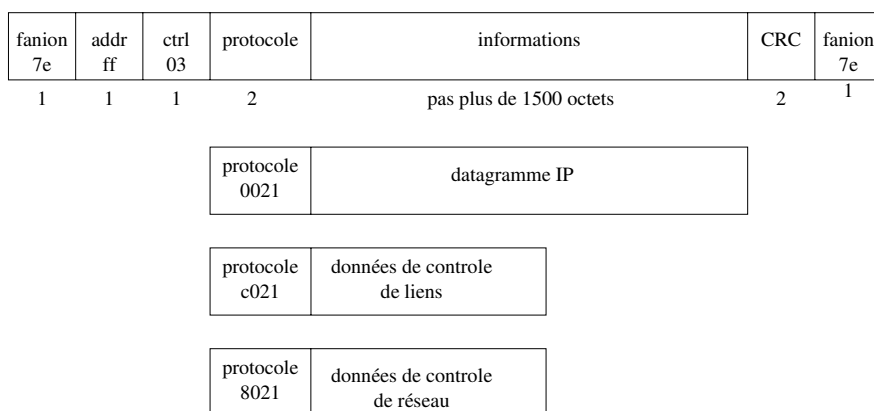 fanion addr ctrl protocole informations CRC fanion
7e ff 03 7e
1 1 1 2 pas plus de 1500 octets 2 1
protocole datagramme IP
0021
protocole données de controle
c021 de liens
protocole données de controle
8021 de réseau